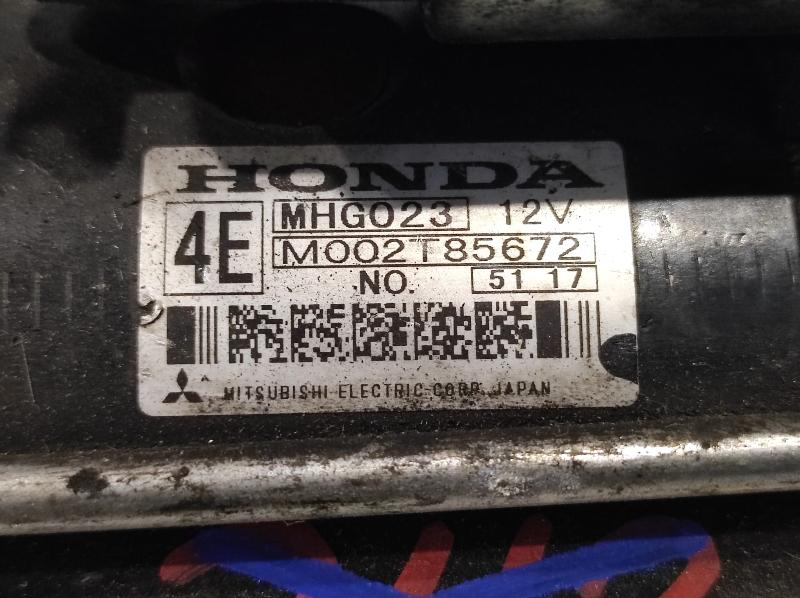 HONDA
4E MHG023 12V
M002T85672
NO. 51 17
MITSUBISHI ELECTRIC CORP. JAPAN